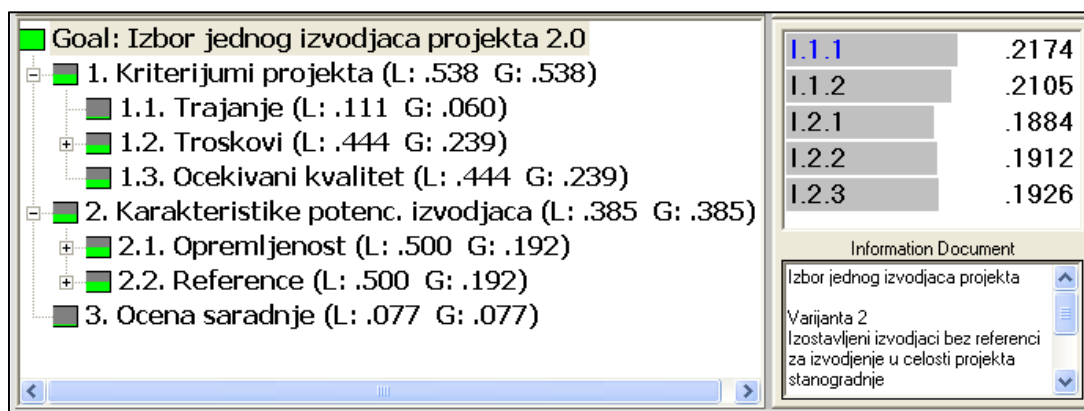 Goal: Izbor jednog izvodjaca projekta 2.0
1. Kriterijumi projekta (L: .538 G: .538)
1.1. Trajanje (L: .111 G: .060)
1.2. Troskovi (L: .444 G: .239)
1.3. Ocekivani kvalitet (L: .444 G: .239)
2. Karakteristike potenc. izvodjaca (L: .385 G: .385)
2.1. Opremljenost (L: .500 G: .192)
2.2. Reference (L: .500 G: .192)
3. Ocena saradnje (L: .077 G: .077)
I.1.1 .2174
I.1.2 .2105
I.2.1 .1884
I.2.2 .1912
I.2.3 .1926
Information Document
Izbor jednog izvodjaca projekta
Varijanta 2
Izostavljeni izvodjaci bez referenci
za izvodjenje u celosti projekta
stanogradnje